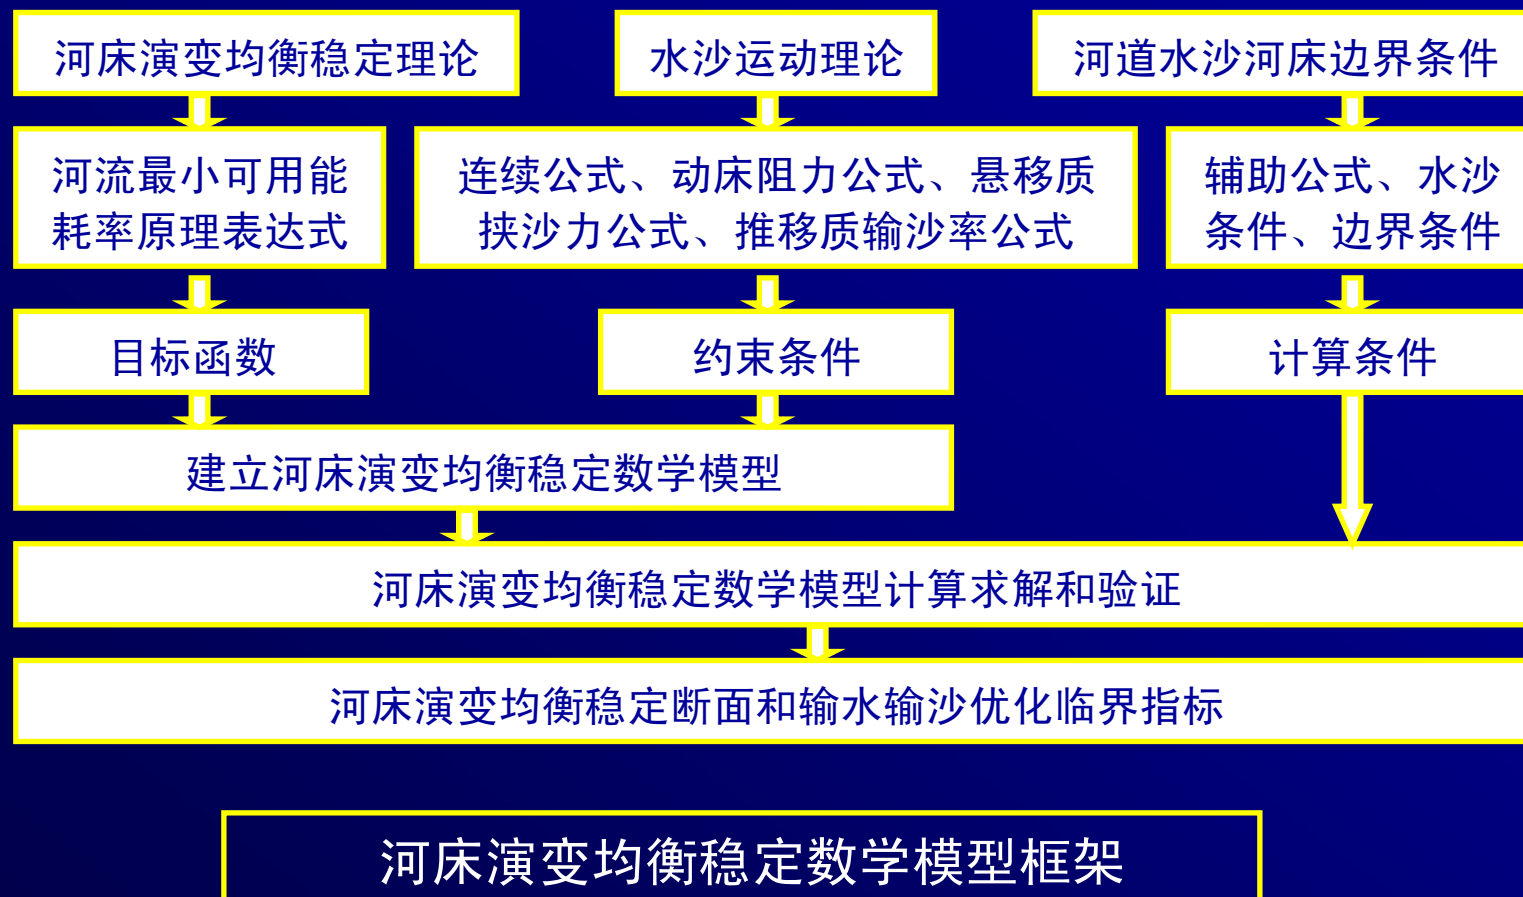 河床演变均衡稳定理论
水沙运动理论
河道水沙河床边界条件
河流最小可用能
耗率原理表达式
连续公式、动床阻力公式、悬移质
挟沙力公式、推移质输沙率公式
辅助公式、水沙
条件、边界条件
目标函数
约束条件
计算条件
建立河床演变均衡稳定数学模型
河床演变均衡稳定数学模型计算求解和验证
河床演变均衡稳定断面和输水输沙优化临界指标
河床演变均衡稳定数学模型框架